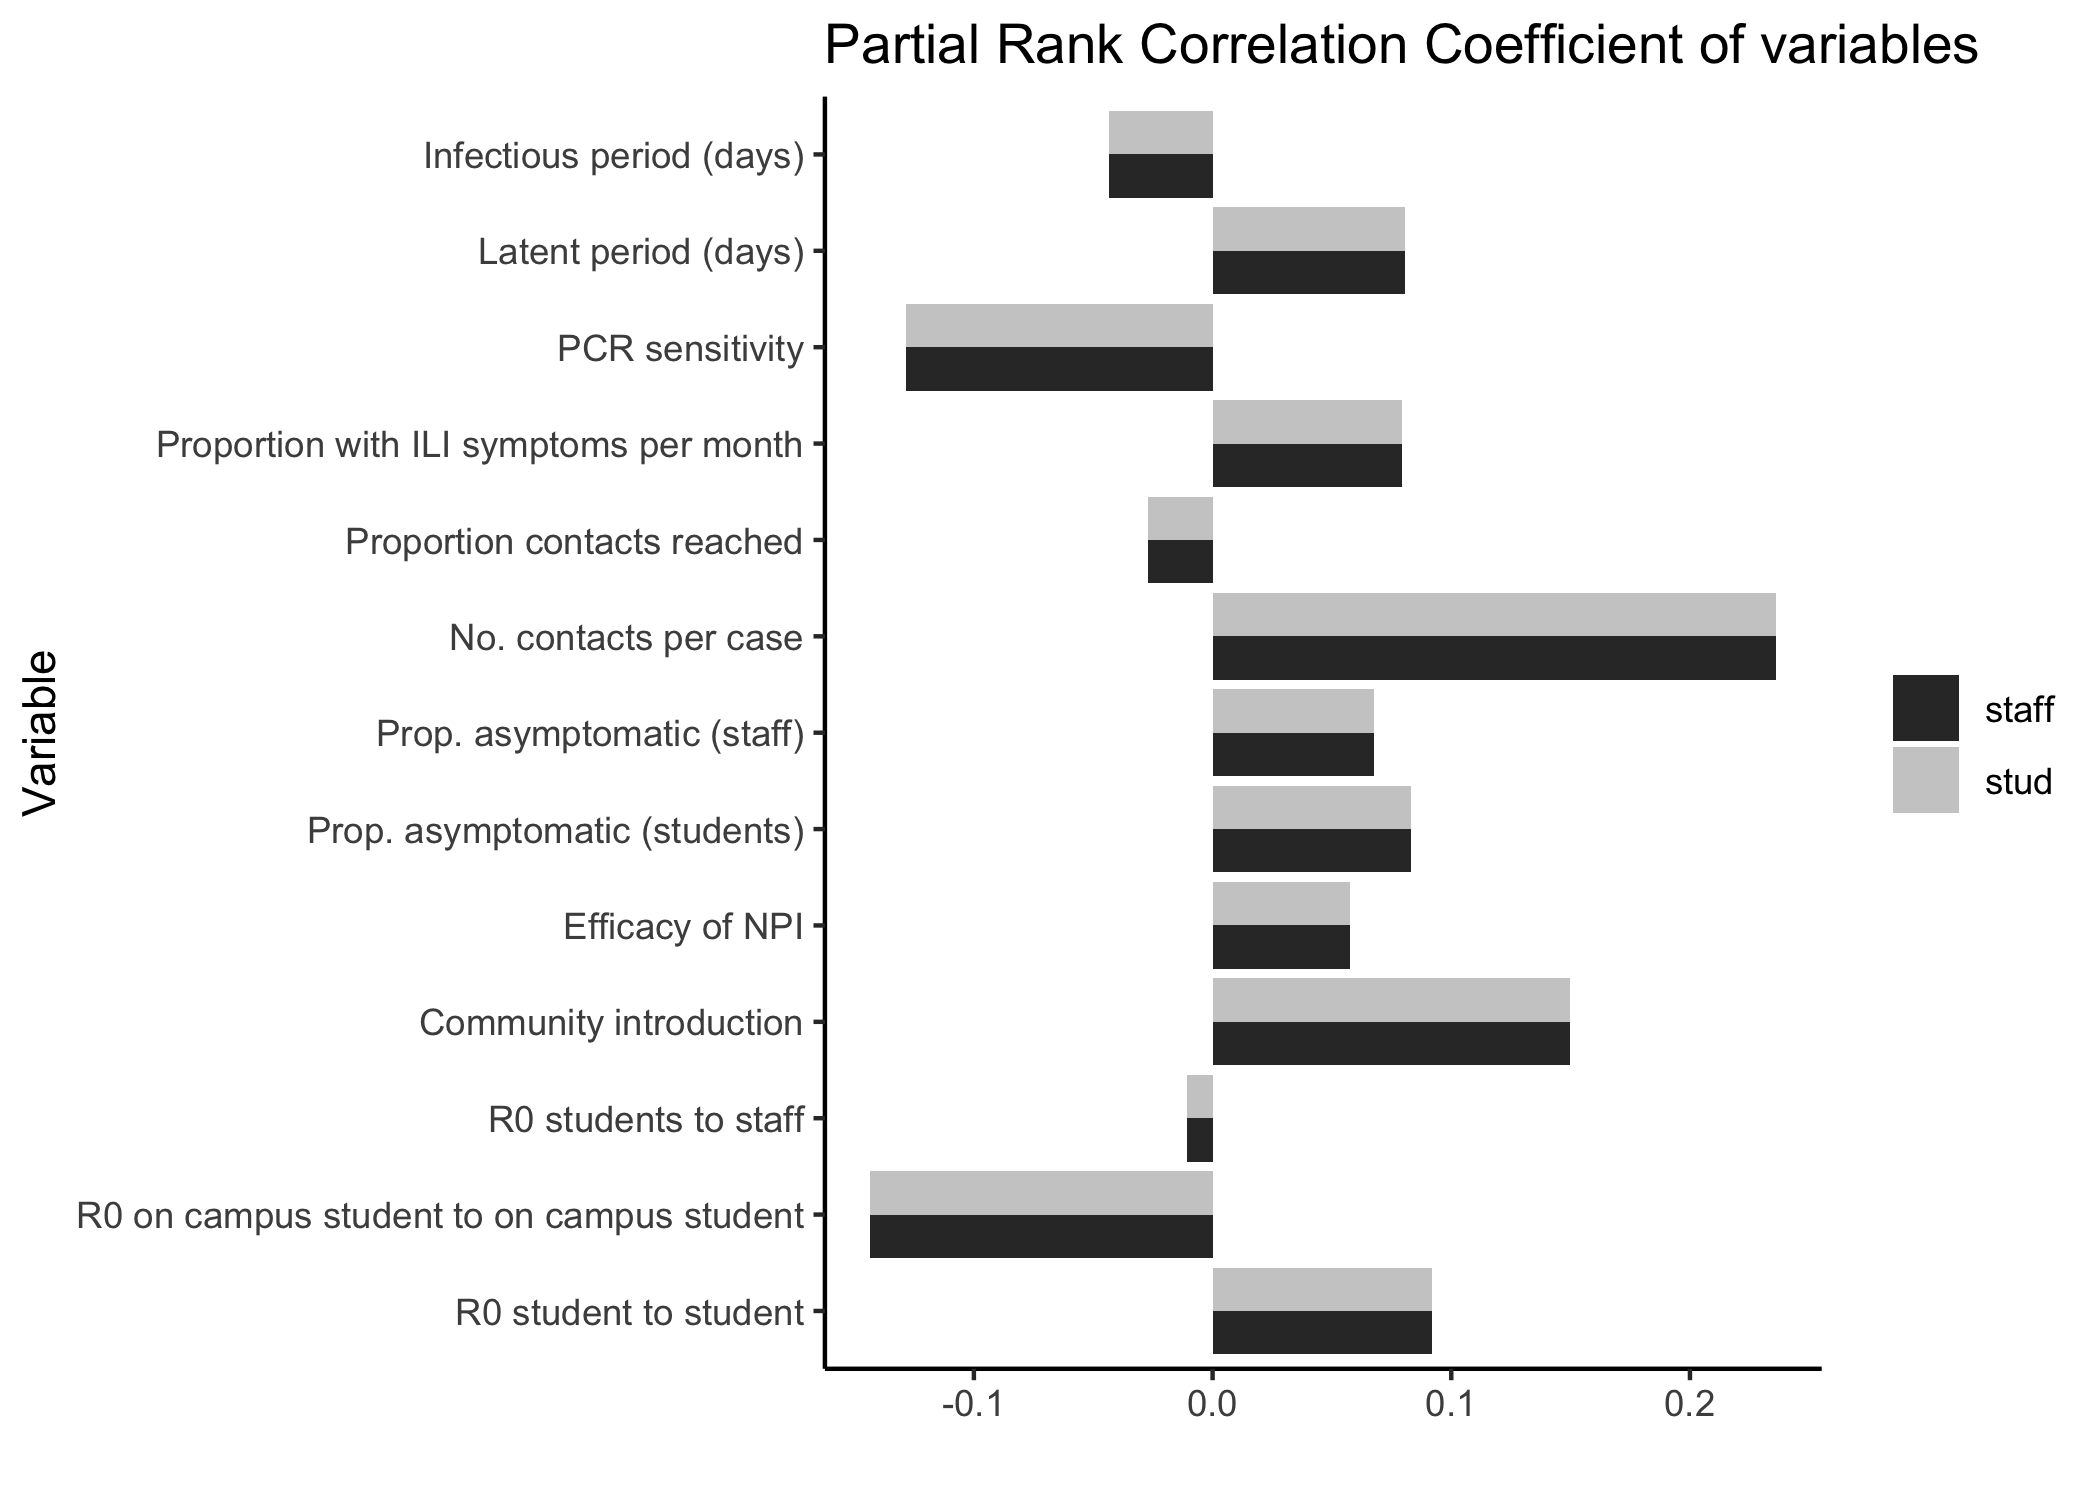 Partial Rank Correlation Coefficient of variables
Infectious period (days)
Latent period (days)
PCR sensitivity
Proportion with ILI symptoms per month
Proportion contacts reached
No. contacts per case
Prop. asymptomatic (staff)
Prop. asymptomatic (students)
Efficacy of NPI
Community introduction
R0 students to staff
R0 on campus student to on campus student
R0 student to student
Variable
-0.1 0.0 0.1 0.2
staff
stud